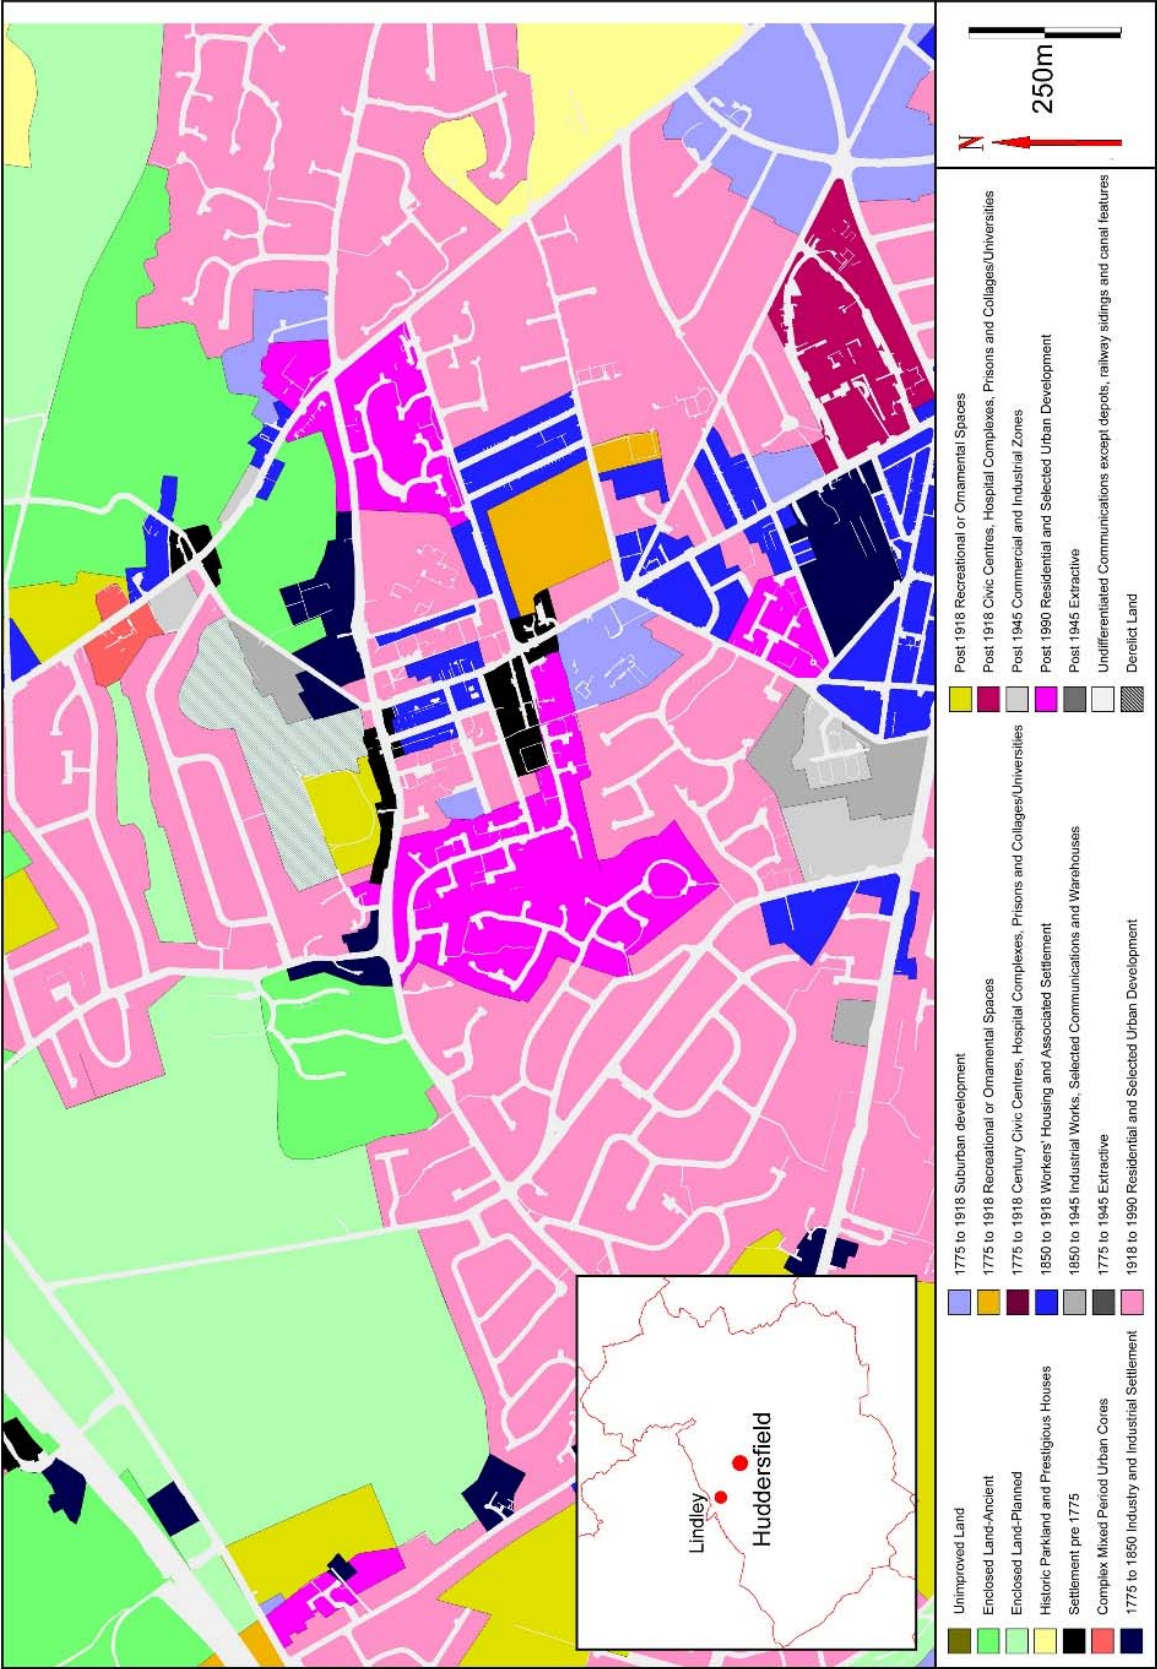 Lindley
Huddersfield
Unimproved Land
Enclosed Land-Ancient
Enclosed Land-Planned
Historic Parkland and Prestigious Houses
Settlement pre 1775
Complex Mixed Period Urban Cores
1775 to 1850 Industry and Industrial Settlement
1775 to 1918 Suburban development
1775 to 1918 Recreational or Ornamental Spaces
1775 to 1918 Century Civic Centres, Hospital Complexes, Prisons and Collages/Universities
1850 to 1918 Workers' Housing and Associated Settlement
1850 to 1945 Industrial Works, Selected Communications and Warehouses
1775 to 1945 Extractive
1918 to 1990 Residential and Selected Urban Development
Post 1918 Recreational or Ornamental Spaces
Post 1918 Civic Centres, Hospital Complexes, Prisons and Collages/Universities
Post 1945 Commercial and Industrial Zones
Post 1990 Residential and Selected Urban Development
Post 1945 Extractive
Undifferentiated Communications except depots, railway sidings and canal features
Derelict Land
N
250m